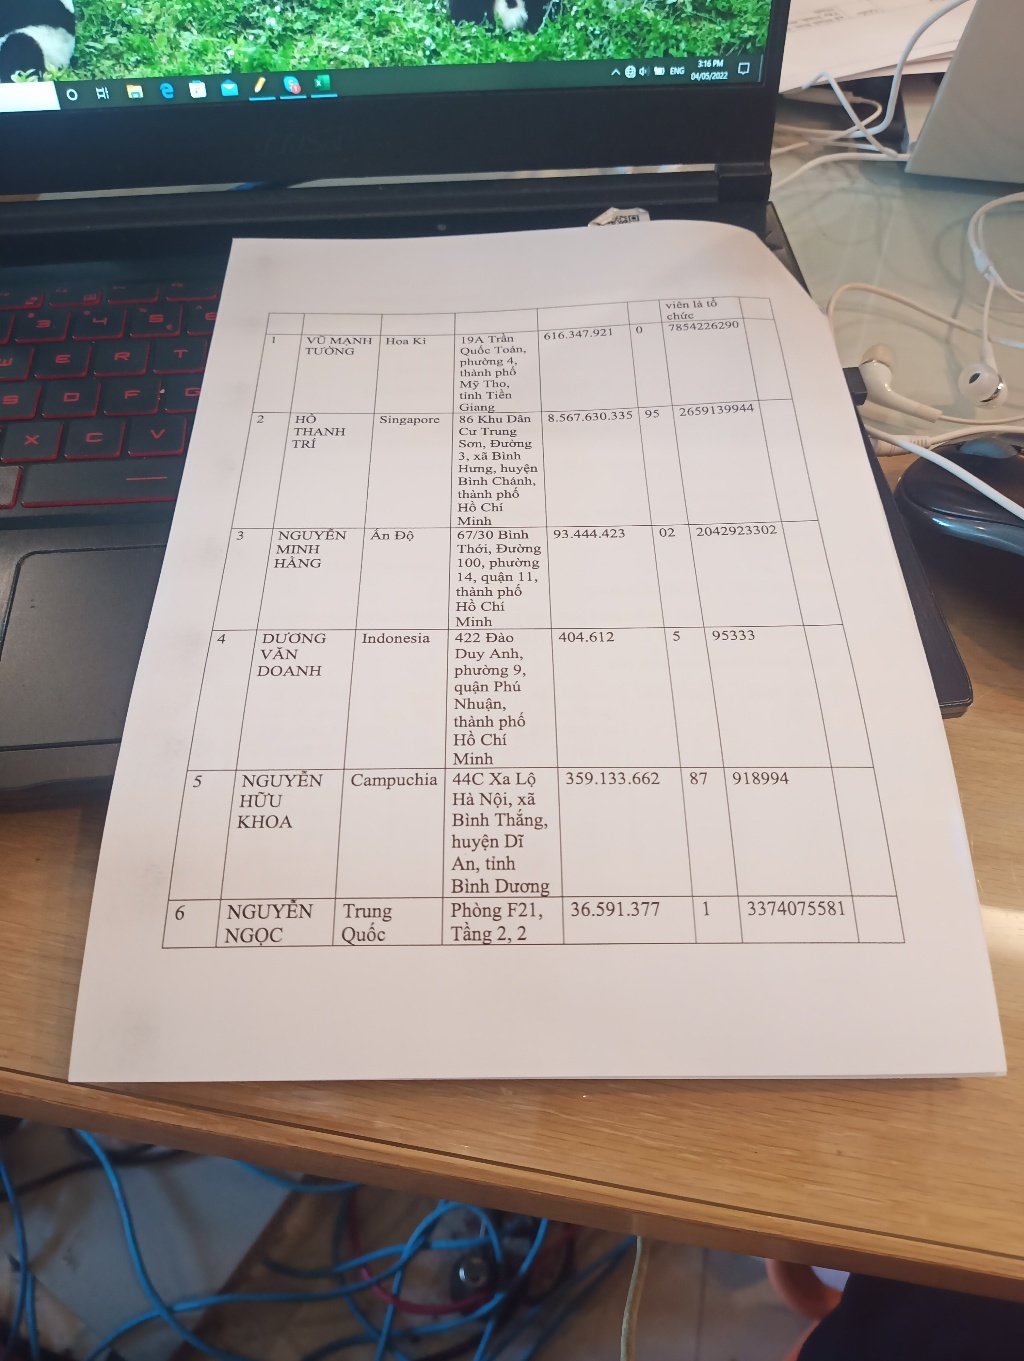 ENG
3:16 PM
04/05/2022
3 4 5
E R T
S D F G
X C V
viên là tổ
chức
1 VŨ MẠNH Hoa Kì 19A Trần 616.347.921 0 7854226290
TƯỜNG Quốc Toản,
phường 4,
thành phố
Mỹ Tho,
tỉnh Tiền
Giang
2 HỒ Singapore 86 Khu Dân 8.567.630.335 95 2659139944
THANH Cư Trung
TRÍ Sơn, Đường
3, xã Bình
Hưng, huyện
Bình Chánh,
thành phố
Hồ Chí
Minh
3 NGUYỄN Ấn Độ 67/30 Bình 93.444.423 02 2042923302
MINH Thới, Đường
HẰNG 100, phường
14, quận 11,
thành phố
Hồ Chí
Minh
4 DƯƠNG Indonesia 422 Đào 404.612 5 95333
VĂN Duy Anh,
DOANH phường 9,
quận Phú
Nhuận,
thành phố
Hồ Chí
Minh
5 NGUYỄN Campuchia 44C Xa Lộ 359.133.662 87 918994
HỮU Hà Nội, xã
KHOA Bình Thắng,
huyện Dĩ
An, tỉnh
Bình Dương
6 NGUYỄN Trung Phòng F21, 36.591.377 1 3374075581
NGỌC Quốc Tầng 2, 2